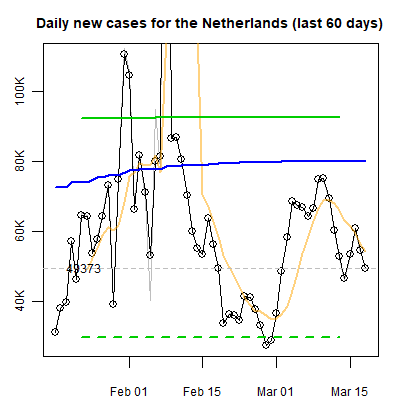 Daily new cases for the Netherlands (last 60 days)
100K
80K
60K
49373
40K
Feb 01 Feb 15 Mar 01 Mar 15